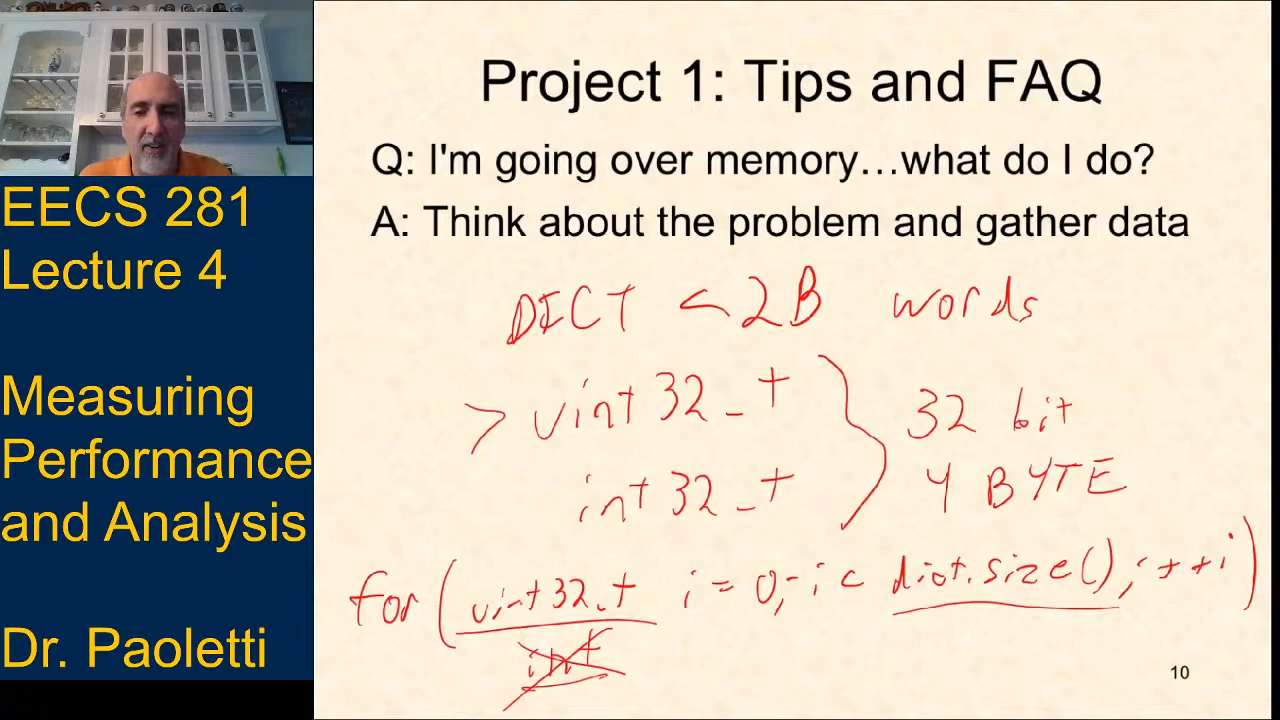 Project 1: Tips and FAQ
Q: I'm going over memory…what do I do?
A: Think about the problem and gather data
DICT < 2B words
> uint32_t
int32_t
32 bit
4 BYTE
for (uint32_t i = 0; i < dict.size(); ++i)
int
10
EECS 281
Lecture 4
Measuring
Performance
and Analysis
Dr. Paoletti